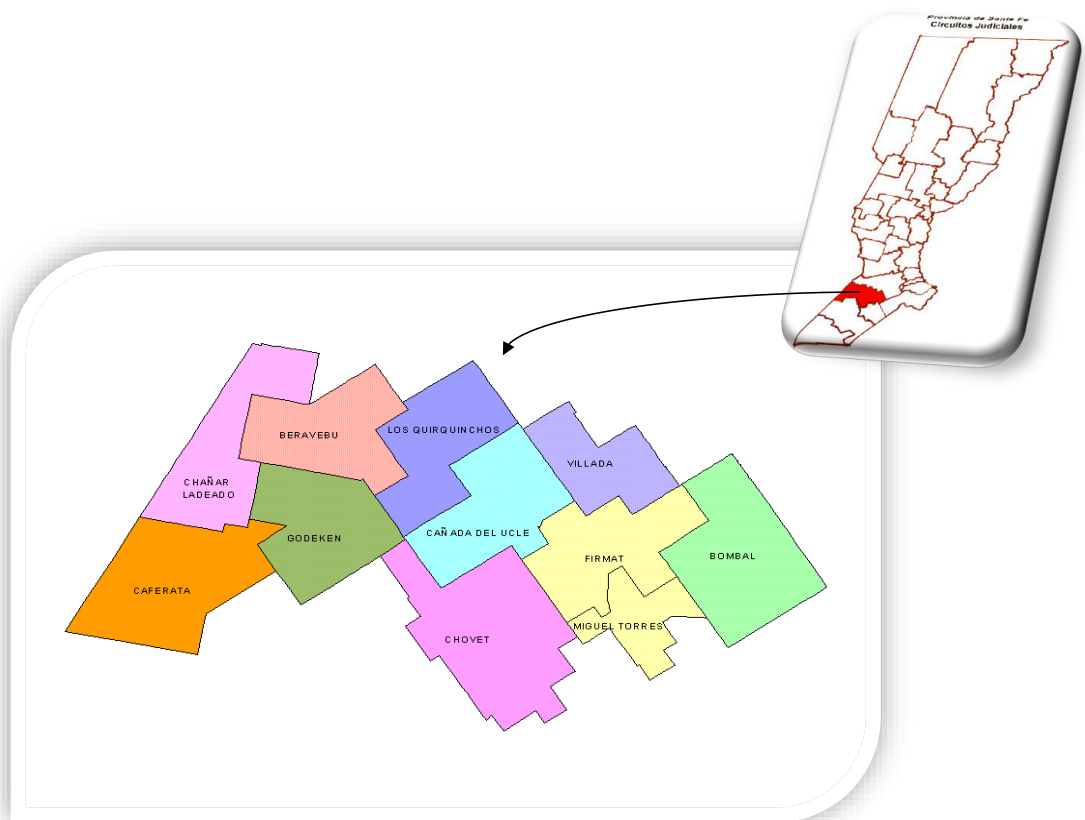 Provincia de Santa Fe
Circuitos Judiciales
BERAVEBU
LOS QUIRQUINCHOS
VILLADA
CHAÑAR
LADEADO
GODEKEN
CAÑADA DEL UCLE
FIRMAT
BOMBAL
CAFERATA
CHOVET
MIGUEL TORRES